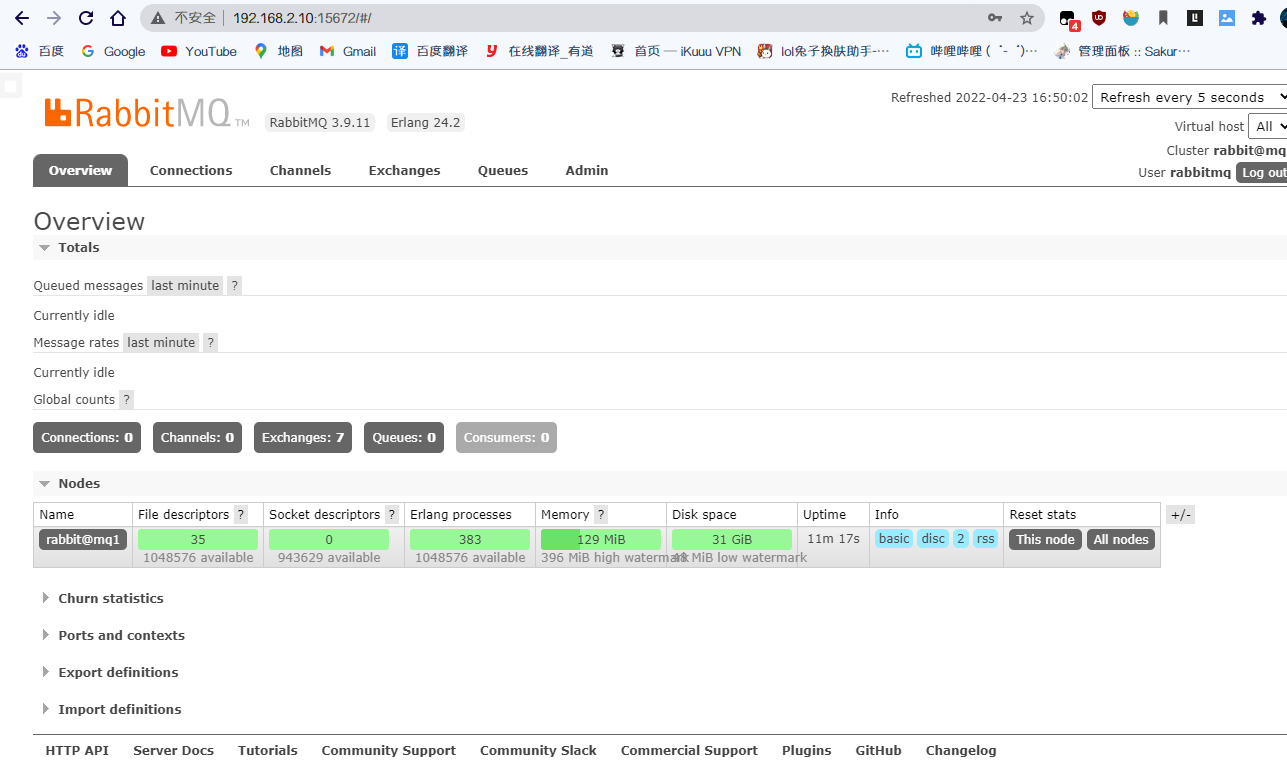 不安全 192.168.2.10:15672/#/
4
百度 Google YouTube 地图 Gmail 译 百度翻译 在线翻译_有道 首页 — iKuuu VPN lol兔子换肤助手-… 哔哩哔哩 ( ゜- ゜)… 管理面板 :: Sakur…
Refreshed 2022-04-23 16:50:02 Refresh every 5 seconds
RabbitMQ TM RabbitMQ 3.9.11 Erlang 24.2
Virtual host All
Cluster rabbit@mq
User rabbitmq Log out
Overview Connections Channels Exchanges Queues Admin
Overview
Totals
Queued messages last minute ?
Currently idle
Message rates last minute ?
Currently idle
Global counts ?
Connections: 0 Channels: 0 Exchanges: 7 Queues: 0 Consumers: 0
Nodes
Name File descriptors ? Socket descriptors ? Erlang processes Memory ? Disk space Uptime Info Reset stats +/-
rabbit@mq1 35 0 383 129 MiB 31 GiB 11m 17s basic disc 2 rss This node All nodes
1048576 available 943629 available 1048576 available 396 MiB high watermark 48 MiB low watermark
Churn statistics
Ports and contexts
Export definitions
Import definitions
HTTP API Server Docs Tutorials Community Support Community Slack Commercial Support Plugins GitHub Changelog